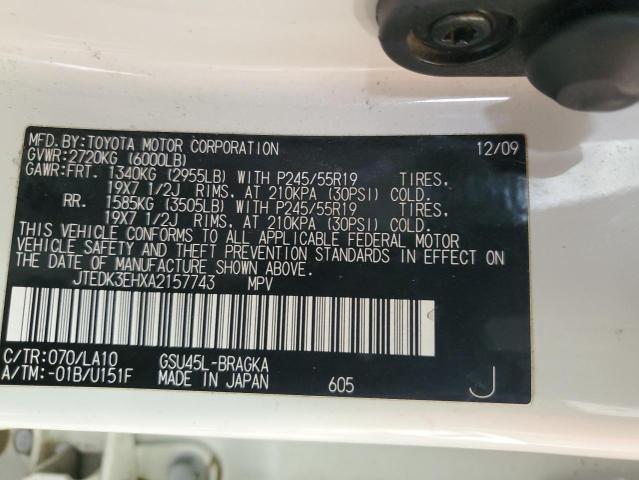 MFD.BY:TOYOTA MOTOR CORPORATION 12/09
GVWR:2720KG (6000LB)
GAWR:FRT. 1340KG (2955LB) WITH P245/55R19 TIRES,
19X7 1/2J RIMS, AT 210KPA (30PSI) COLD.
RR. 1585KG (3505LB) WITH P245/55R19 TIRES,
19X7 1/2J RIMS, AT 210KPA (30PSI) COLD.
THIS VEHICLE CONFORMS TO ALL APPLICABLE FEDERAL MOTOR
VEHICLE SAFETY AND THEFT PREVENTION STANDARDS IN EFFECT ON
THE DATE OF MANUFACTURE SHOWN ABOVE.
JTEDK3EHXA2157743 MPV
C/TR:070/LA10 GSU45L-BRAGKA
A/TM:-01B/U151F MADE IN JAPAN 605 J